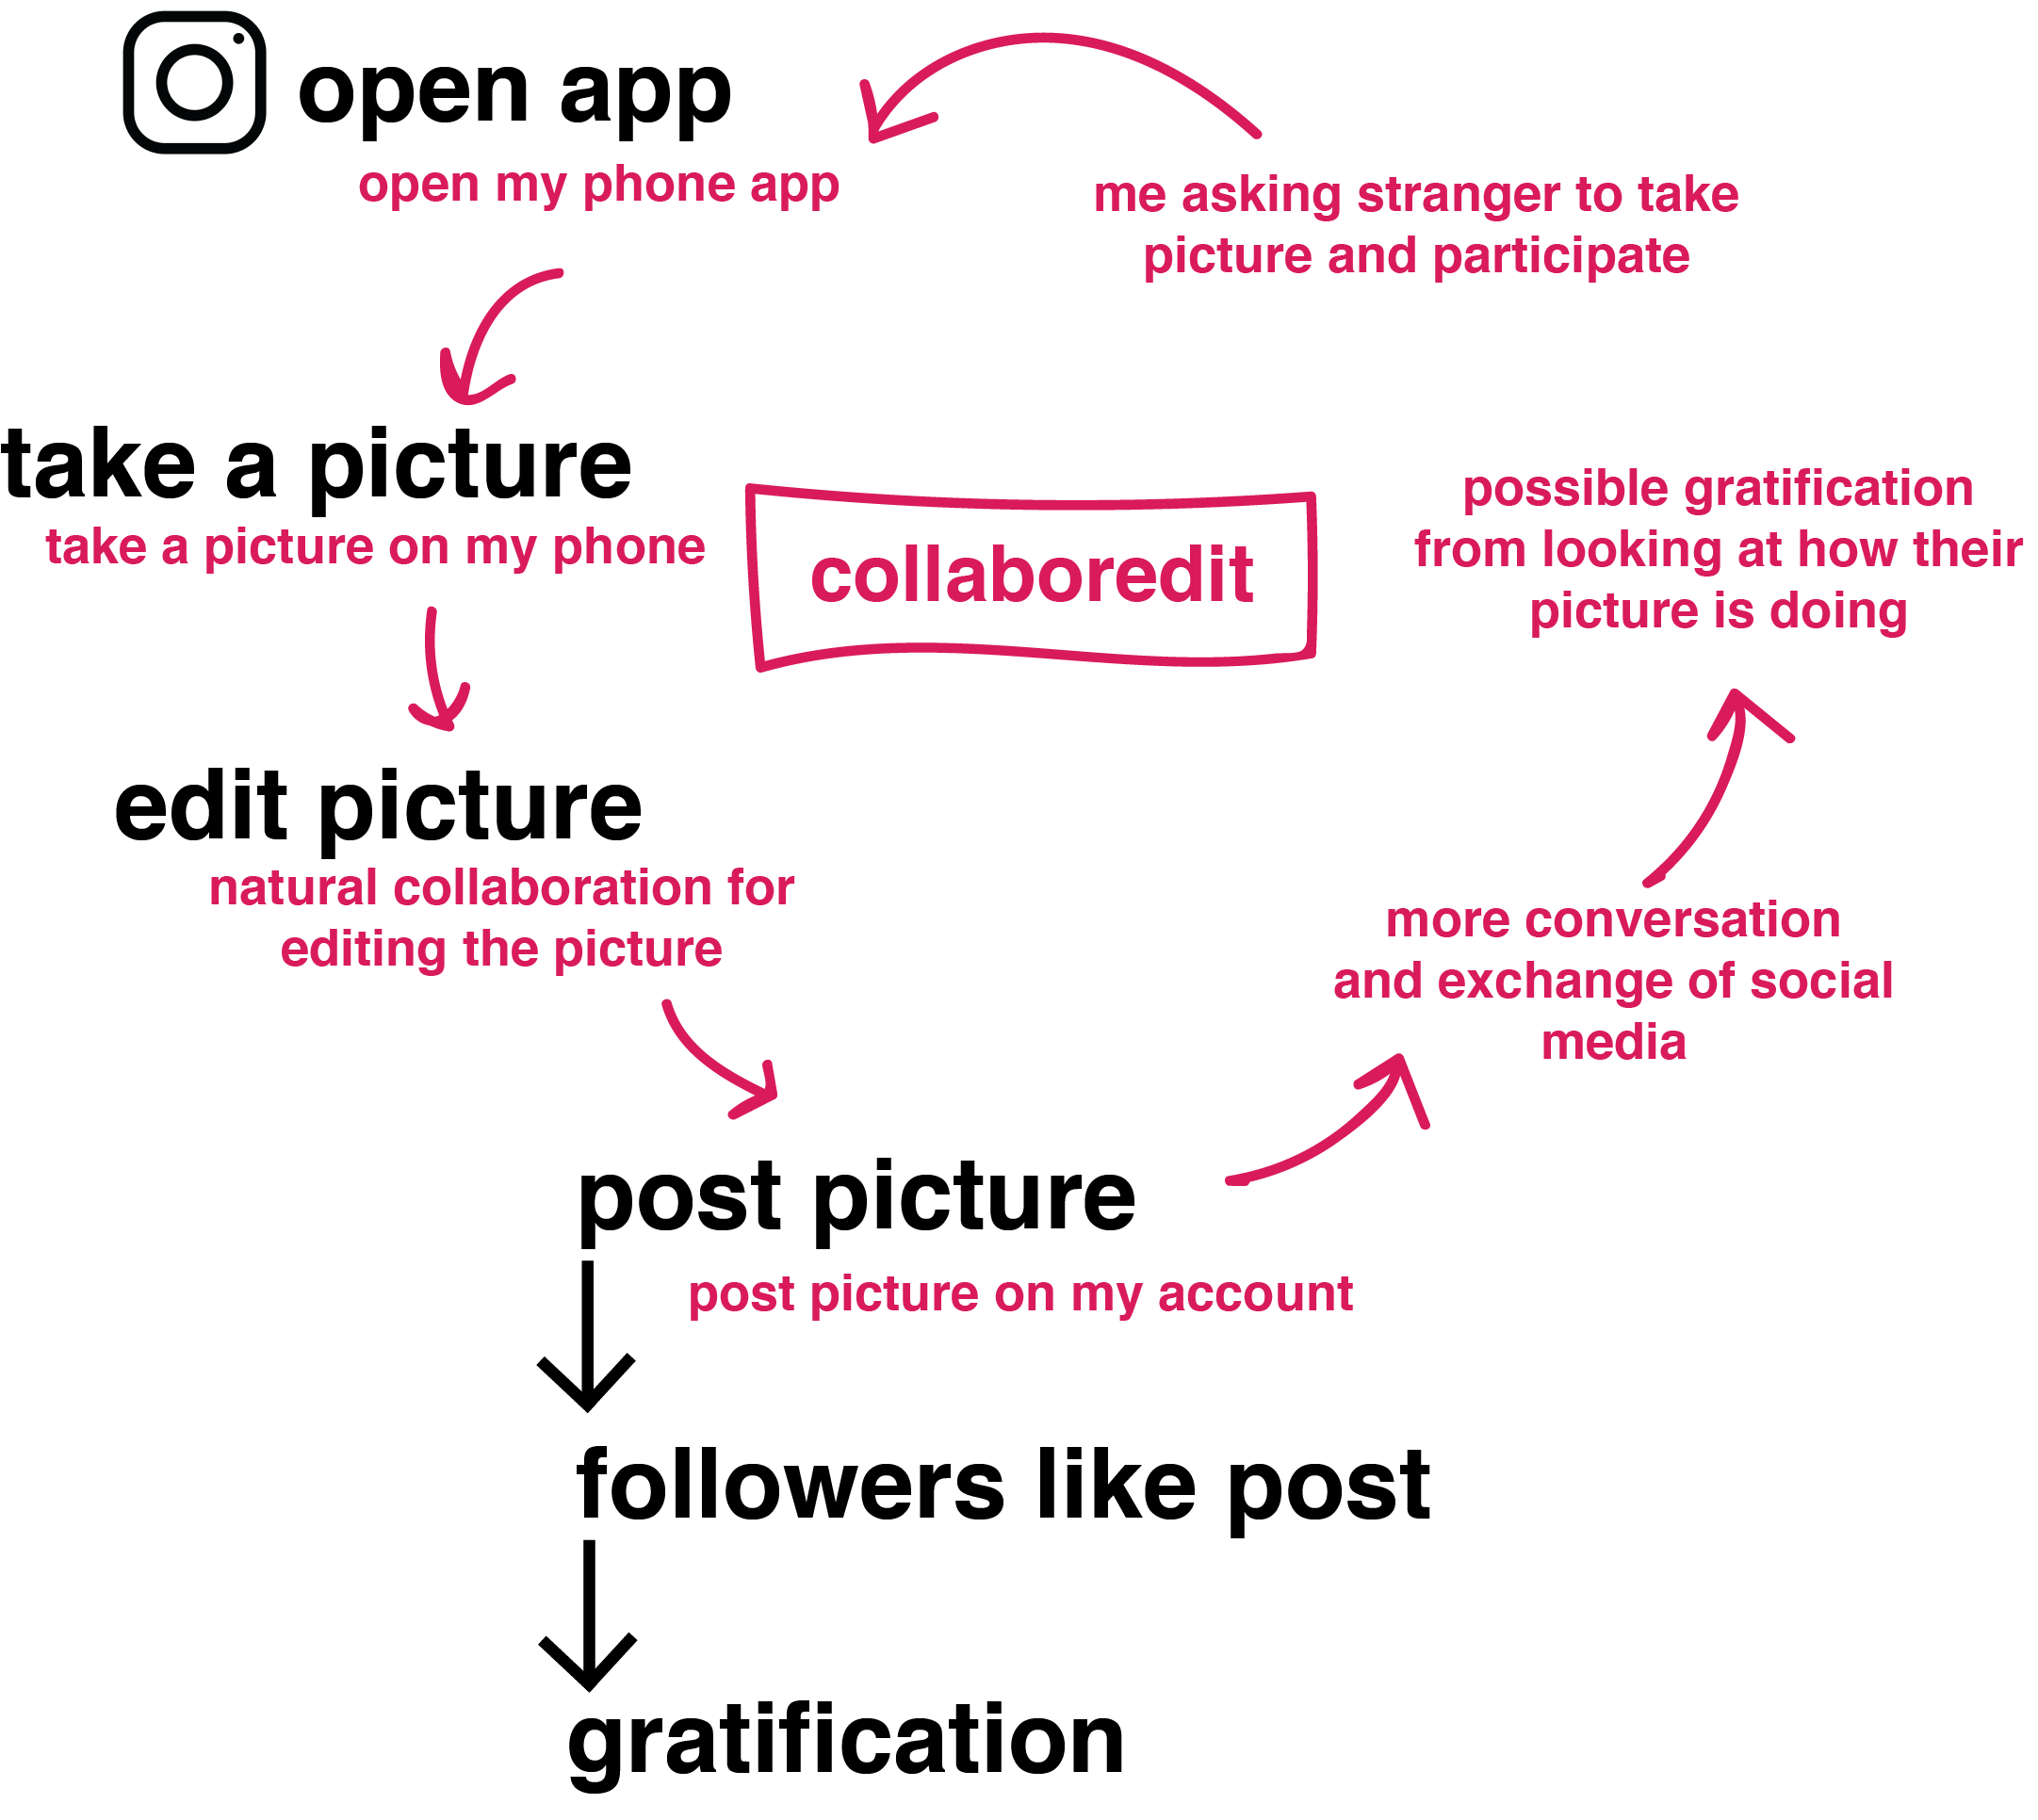 open app
open my phone app
me asking stranger to take
picture and participate
take a picture
take a picture on my phone
collaboredit
possible gratification
from looking at how their
picture is doing
edit picture
natural collaboration for
editing the picture
more conversation
and exchange of social
media
post picture
post picture on my account
followers like post
gratification